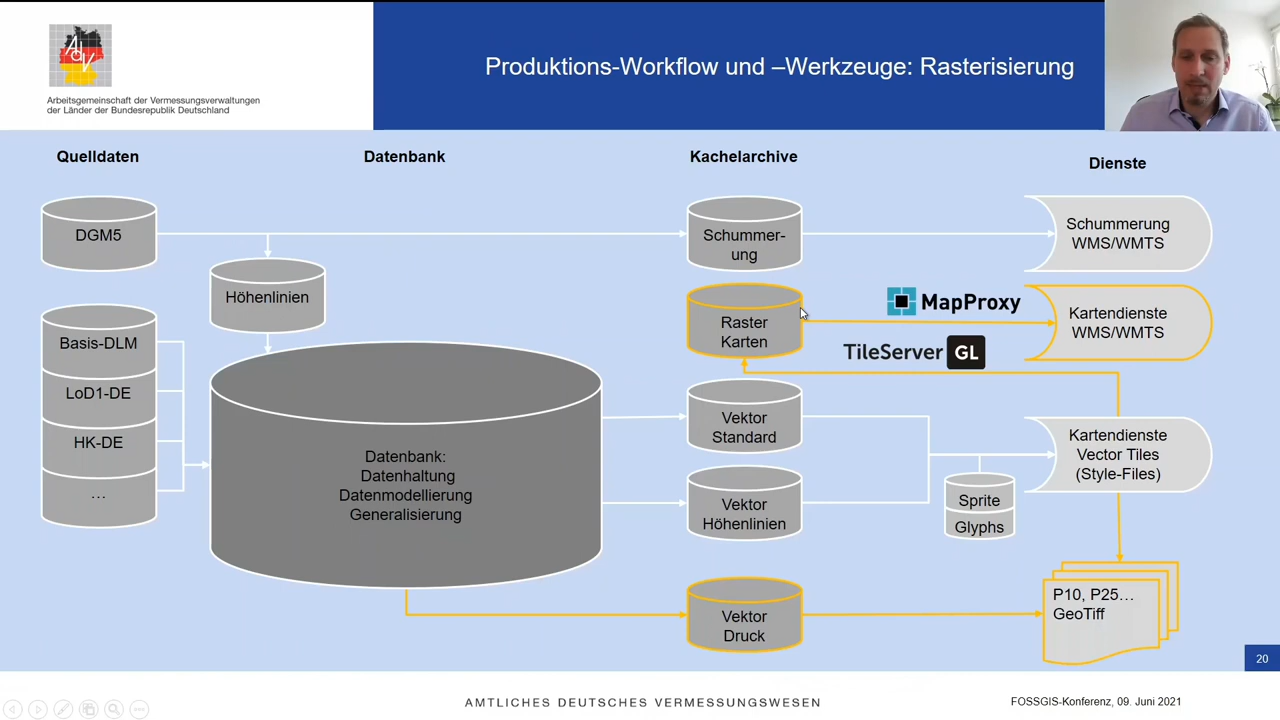 AdV
Arbeitsgemeinschaft der Vermessungsverwaltungen
der Länder der Bundesrepublik Deutschland
Produktions-Workflow und –Werkzeuge: Rasterisierung
Quelldaten
Datenbank
Kachelarchive
Dienste
DGM5
Höhenlinien
Basis-DLM
LoD1-DE
HK-DE
...
Datenbank:
Datenhaltung
Datenmodellierung
Generalisierung
Schummer-
ung
Raster
Karten
Vektor
Standard
Vektor
Höhenlinien
Vektor
Druck
MapProxy
TileServer GL
Sprite
Glyphs
Schummerung
WMS/WMTS
Kartendienste
WMS/WMTS
Kartendienste
Vector Tiles
(Style-Files)
P10, P25...
GeoTiff
20
AMTLICHES DEUTSCHES VERMESSUNGSWESEN
FOSSGIS-Konferenz, 09. Juni 2021